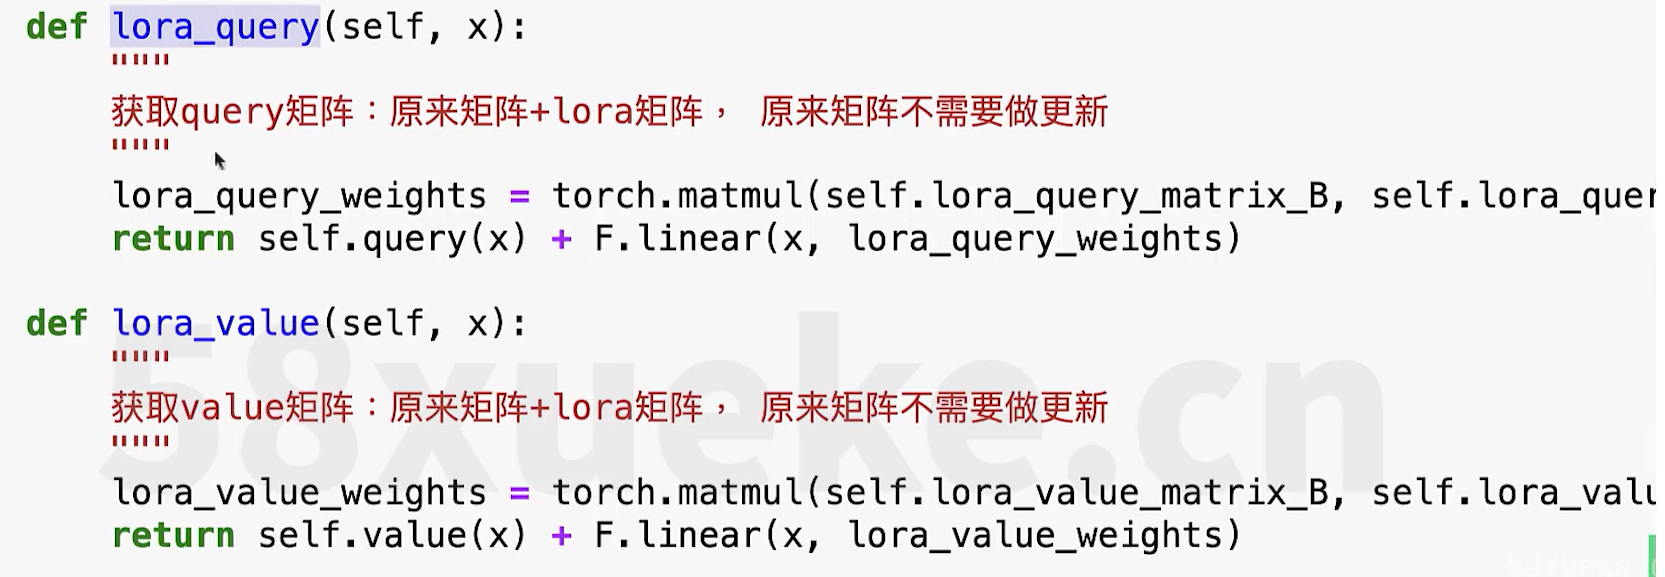 def lora_query(self, x):
"""
获取query矩阵：原来矩阵+lora矩阵， 原来矩阵不需要做更新
"""
lora_query_weights = torch.matmul(self.lora_query_matrix_B, self.lora_quer
return self.query(x) + F.linear(x, lora_query_weights)
def lora_value(self, x):
"""
获取value矩阵：原来矩阵+lora矩阵， 原来矩阵不需要做更新
"""
lora_value_weights = torch.matmul(self.lora_value_matrix_B, self.lora_valu
return self.value(x) + F.linear(x, lora_value_weights)
58xueke.cn